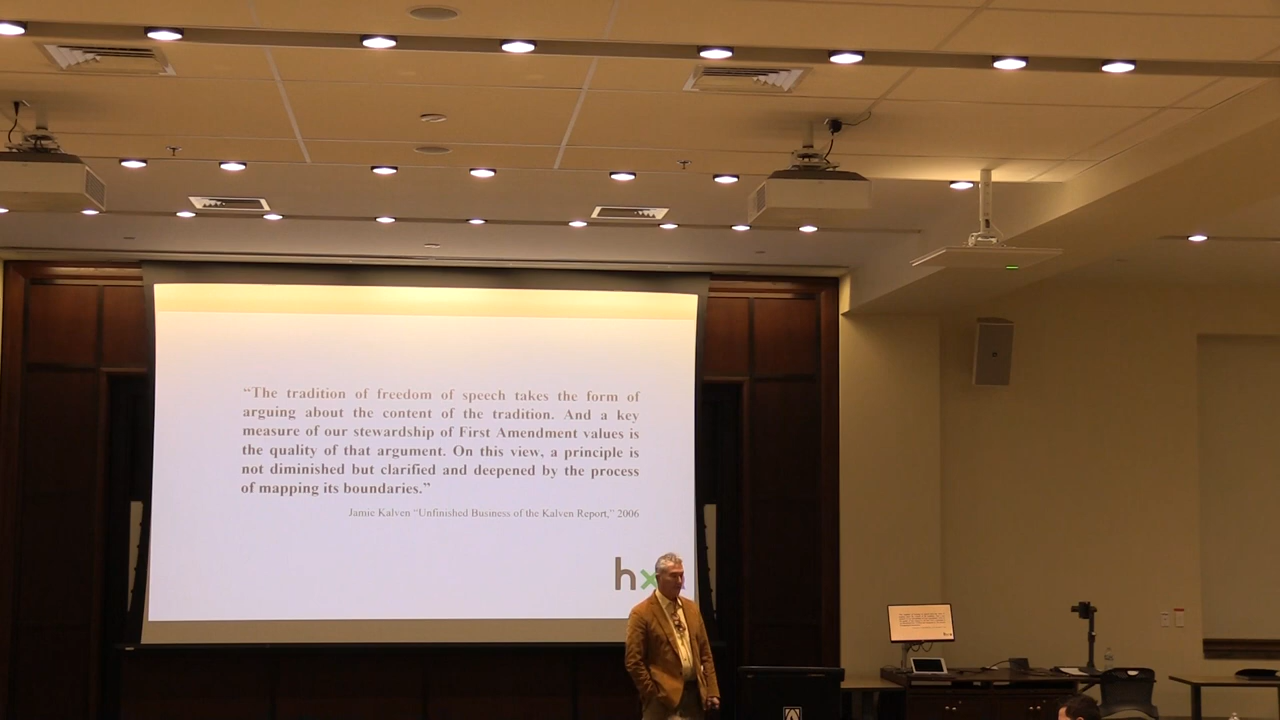 “The tradition of freedom of speech takes the form of
arguing about the content of the tradition. And a key
measure of our stewardship of First Amendment values is
the quality of that argument. On this view, a principle is
not diminished but clarified and deepened by the process
of mapping its boundaries.”
Jamie Kalven “Unfinished Business of the Kalven Report,” 2006
hx